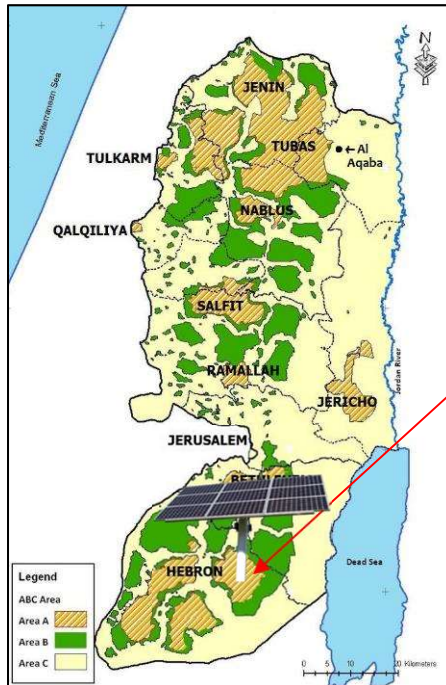 Mediterranean Sea
N
JENIN
TUBAS
Al
Aqaba
TULKARM
NABLUS
QALQILIYA
SALFIT
RAMALLAH
JERICHO
Jordan River
JERUSALEM
HEBRON
Dead Sea
Legend
ABC Area
Area A
Area B
Area C
0 5 10 20 Kilometers